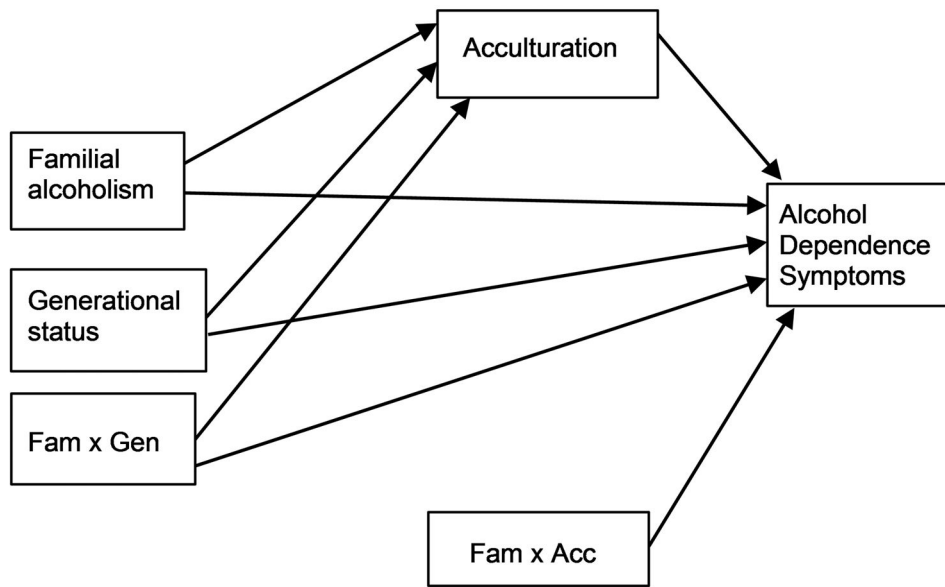 Acculturation
Familial
alcoholism
Alcohol
Dependence
Symptoms
Generational
status
Fam x Gen
Fam x Acc